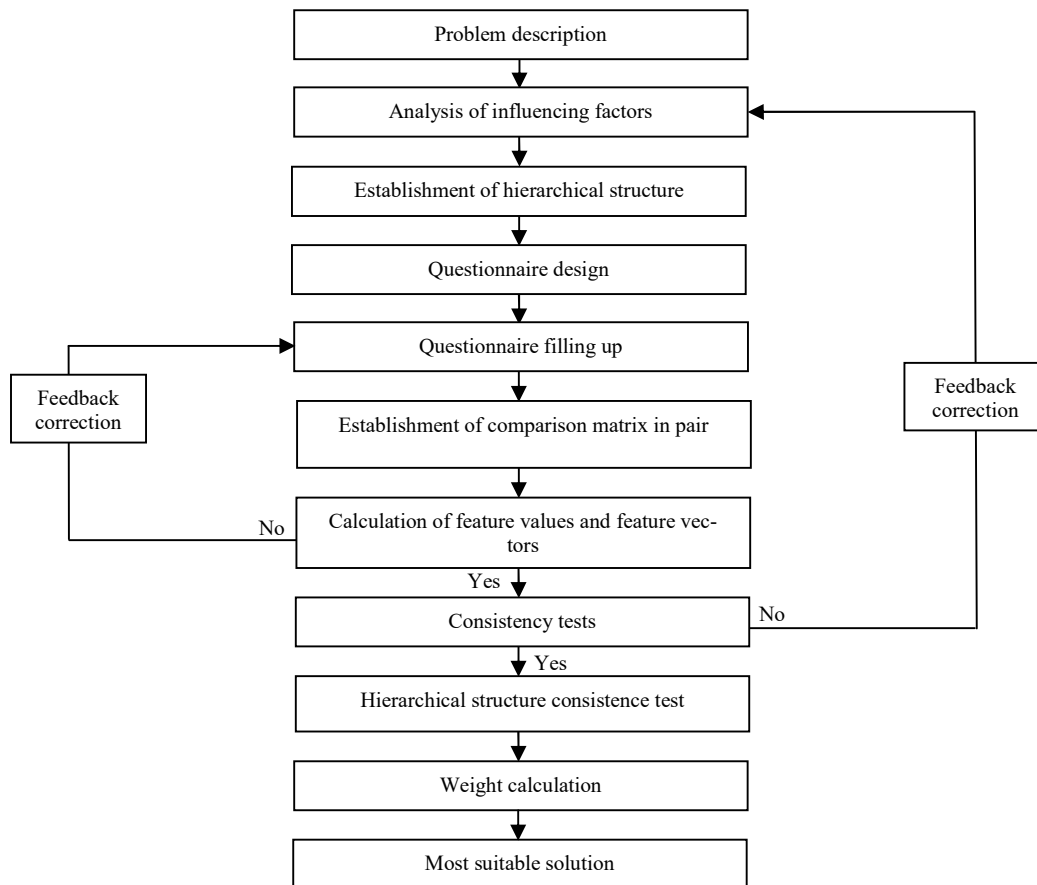 Problem description
Analysis of influencing factors
Establishment of hierarchical structure
Questionnaire design
Questionnaire filling up
Feedback
correction
Feedback
correction
Establishment of comparison matrix in pair
No
Calculation of feature values and feature vec-
tors
Yes
Consistency tests
No
Yes
Hierarchical structure consistence test
Weight calculation
Most suitable solution